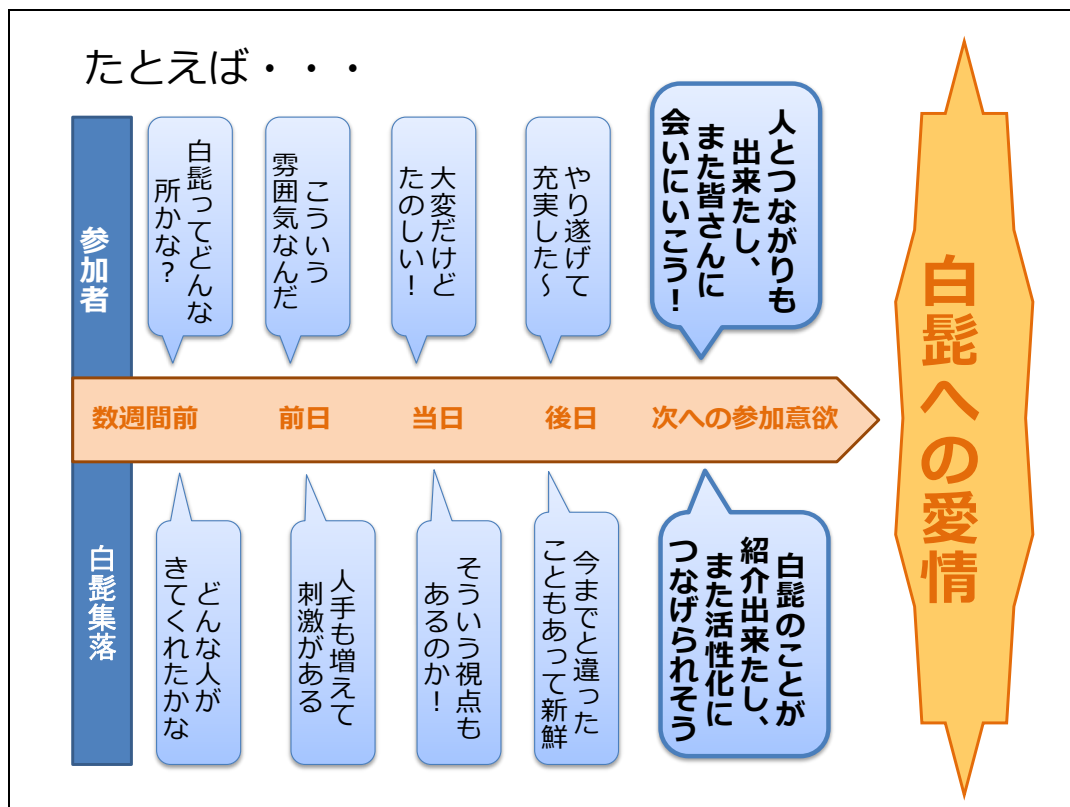 たとえば・・・
参加者
白髭ってどんな
所かな？
こういう
雰囲気なんだ
大変だけど
たのしい！
やり遂げて
充実した～
人とつながりも
出来たし、
また皆さんに
会いにいこう！
数週間前
前日
当日
後日
次への参加意欲
白髭集落
どんな人が
きてくれたかな
人手も増えて
刺激がある
そういう視点も
あるのか！
今までと違った
こともあって新鮮
白髭のことが
紹介出来たし、
また活性化に
つなげられそう
白髭への愛情